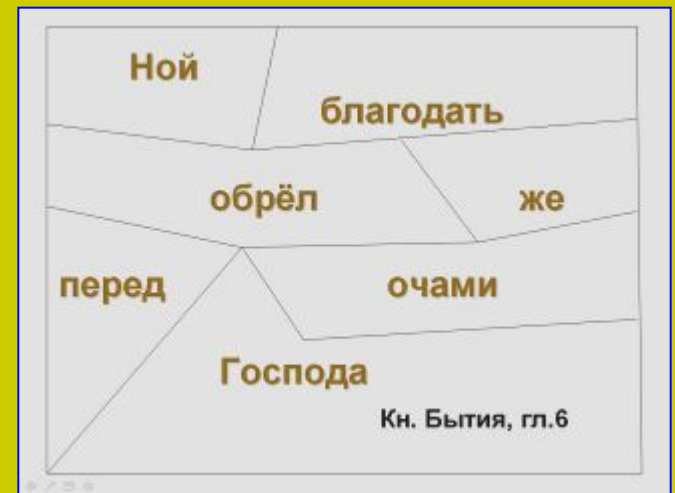 Ной
благодать
обрёл же
перед очами
Господа
Кн. Бытия, гл.6